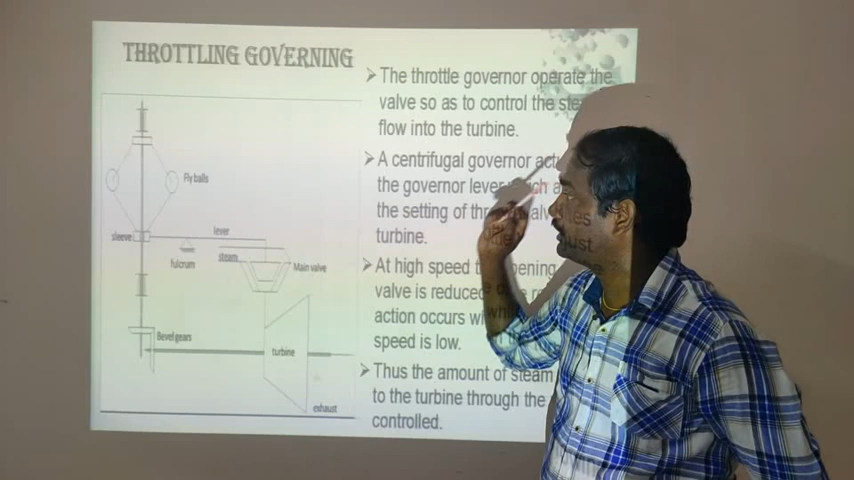 THROTTLING GOVERNING
Fly balls
sleeve
lever
fulcrum
steam
Main valve
Bevel gears
turbine
exhaust
The throttle governor operate the
valve so as to control the
flow into the turbine.
A centrifugal governor
the governor lever
the setting of
turbine.
At high speed
valve is reduced
action occurs
speed is low.
Thus the amount of steam
to the turbine through the
controlled.